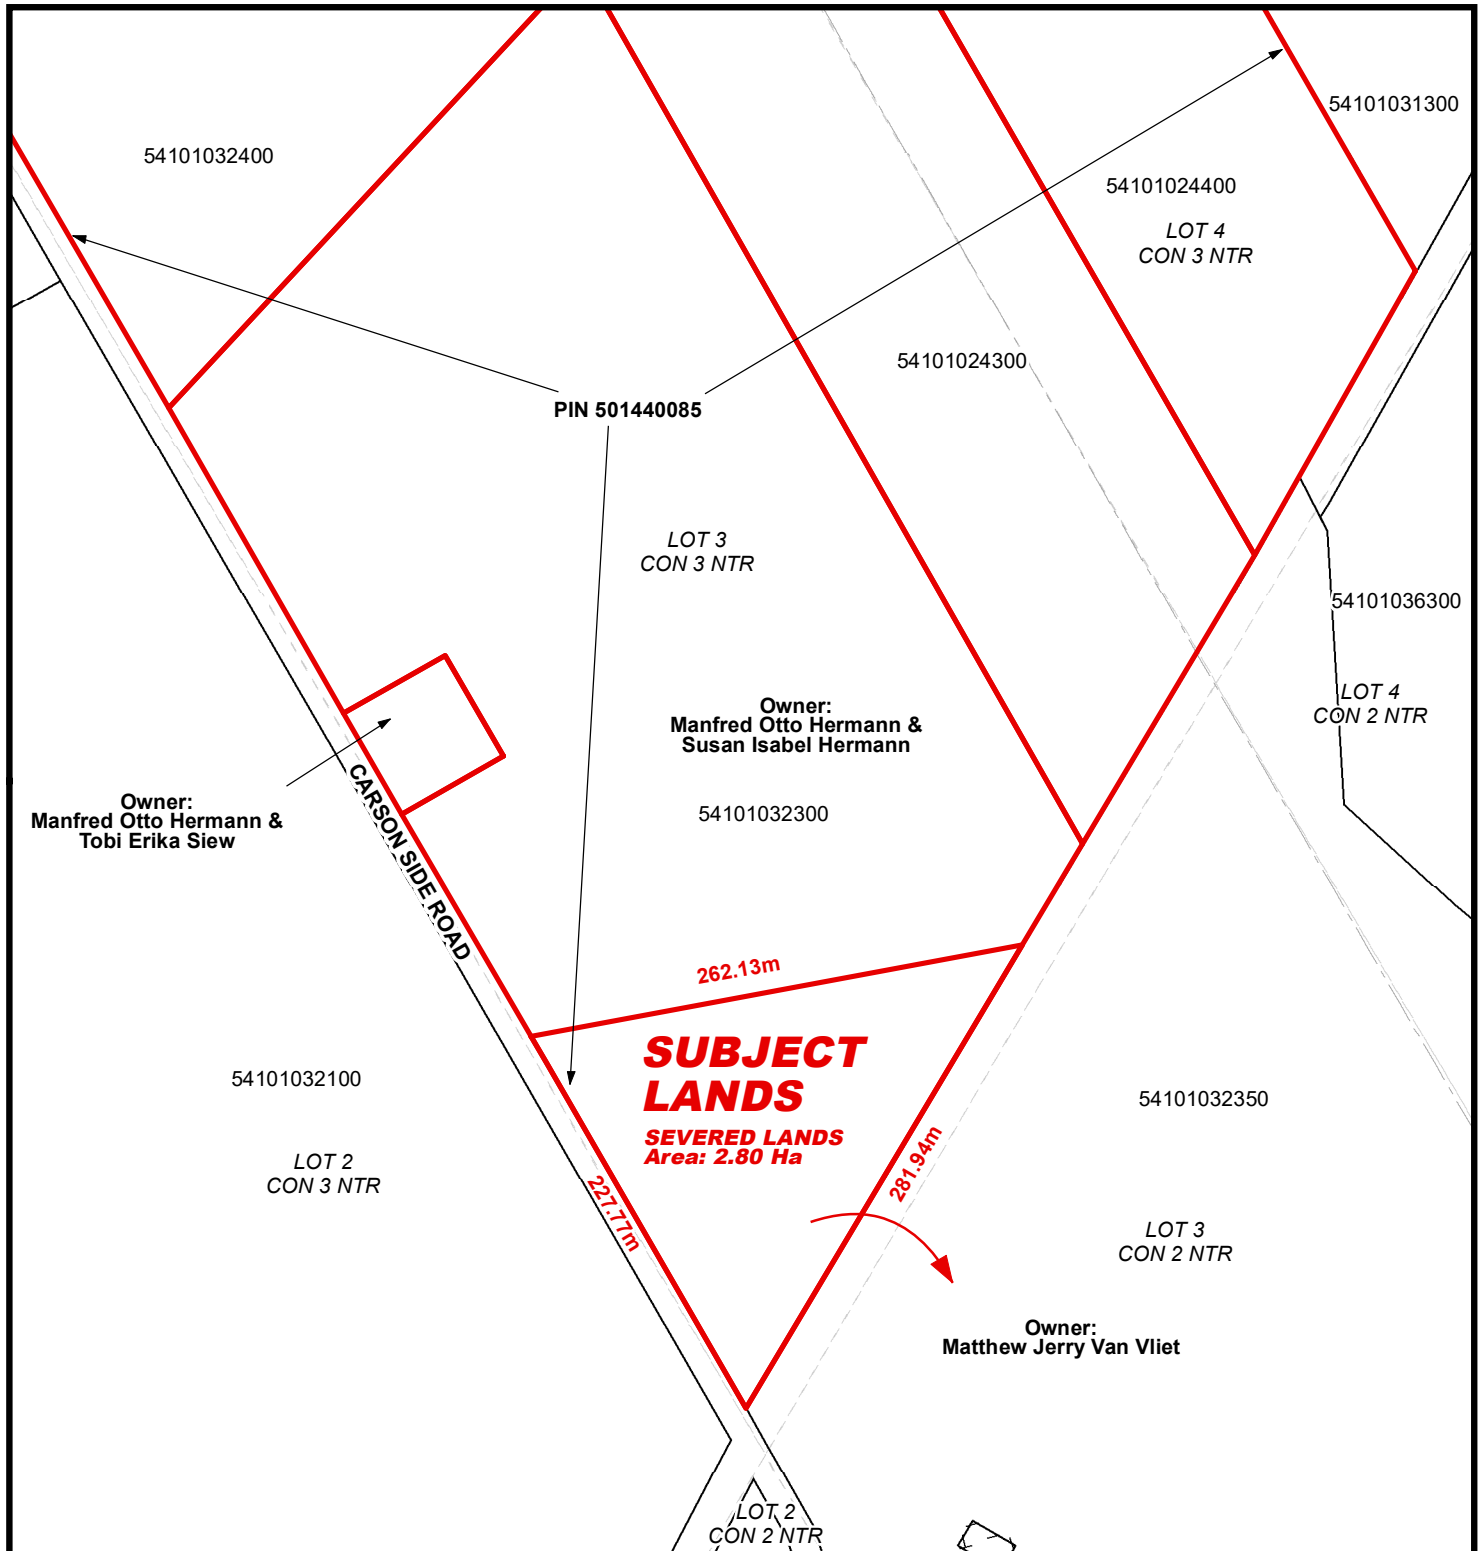 54101031300
54101032400
54101024400
LOT 4
CON 3 NTR
54101024300
PIN 501440085
LOT 3
CON 3 NTR
54101036300
LOT 4
CON 2 NTR
Owner:
Manfred Otto Hermann &
Susan Isabel Hermann
Owner:
Manfred Otto Hermann &
Tobi Erika Siew
CARSON SIDE ROAD
54101032300
262.13m
SUBJECT
LANDS
SEVERED LANDS
Area: 2.80 Ha
54101032100
54101032350
LOT 2
CON 3 NTR
227.77m
281.94m
LOT 3
CON 2 NTR
Owner:
Matthew Jerry Van Vliet
LOT 2
CON 2 NTR